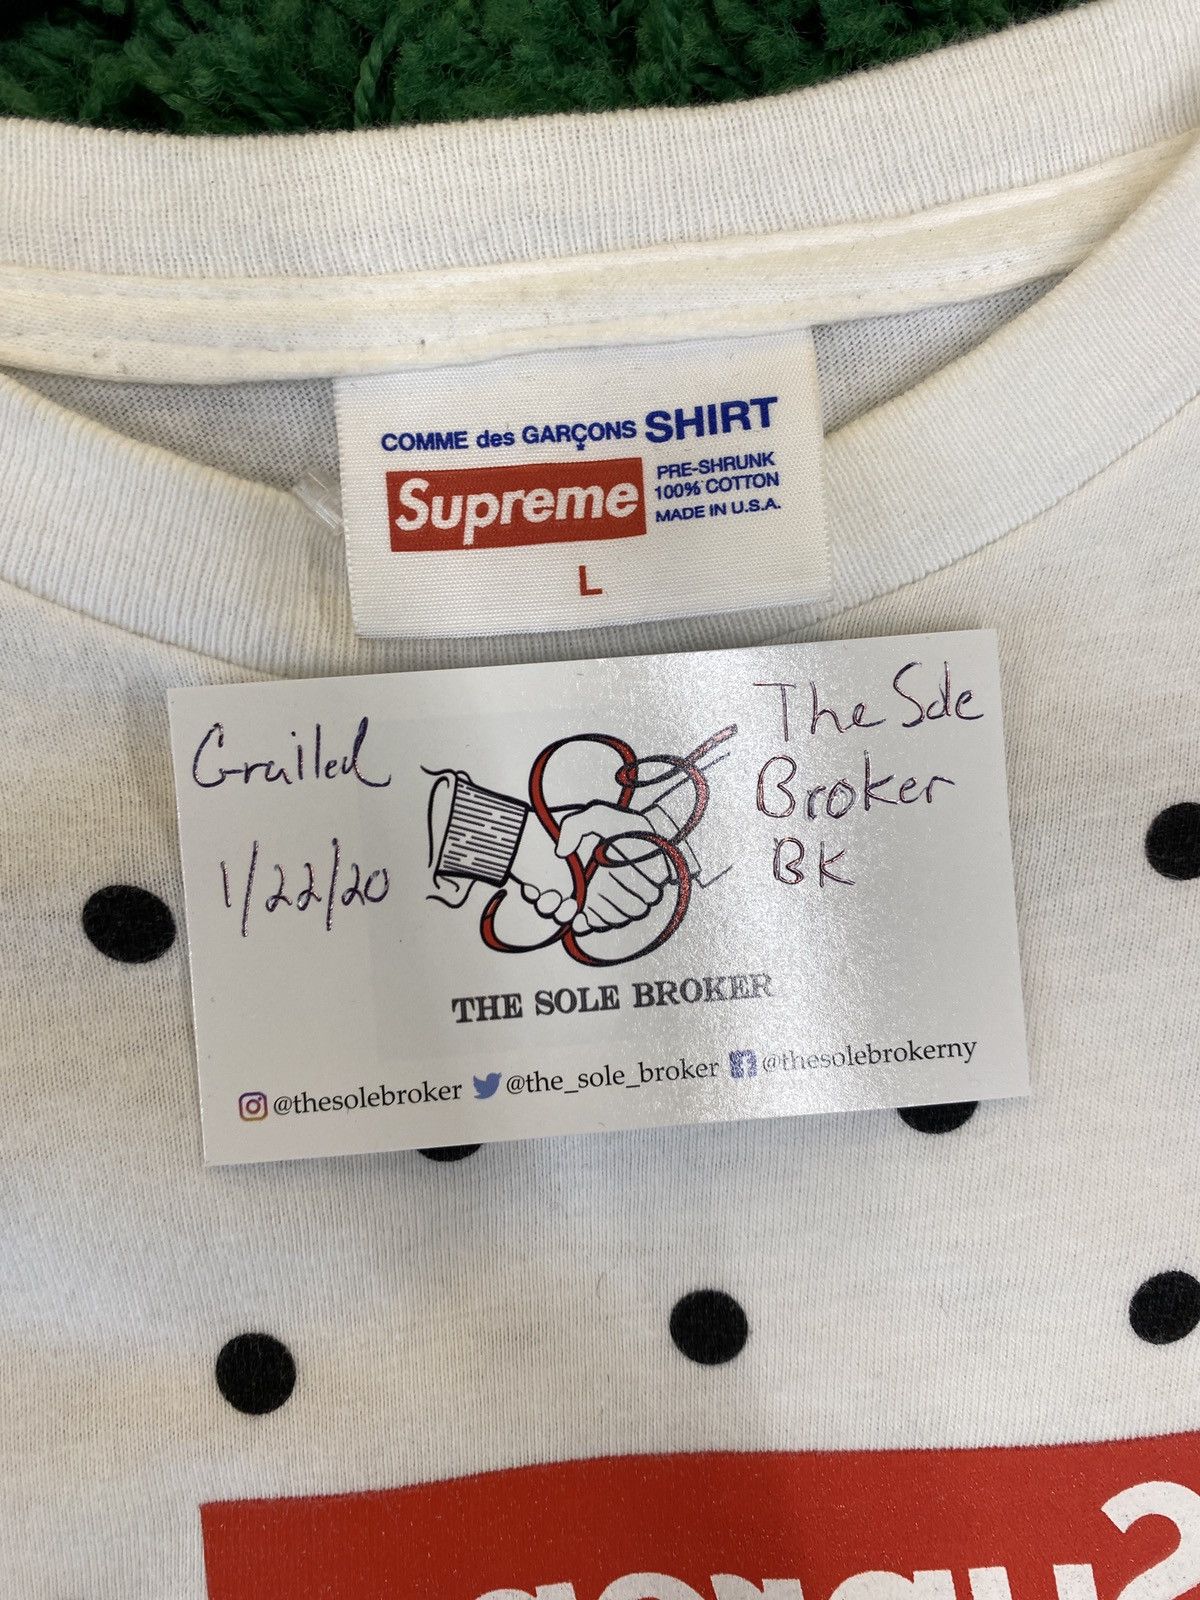 COMME des GARÇONS SHIRT
Supreme
PRE-SHRUNK
100% COTTON
MADE IN U.S.A.
L
Grailed
1/22/20
The Sole
Broker
BK
THE SOLE BROKER
@thesolebroker @the_sole_broker @thesolebrokerny